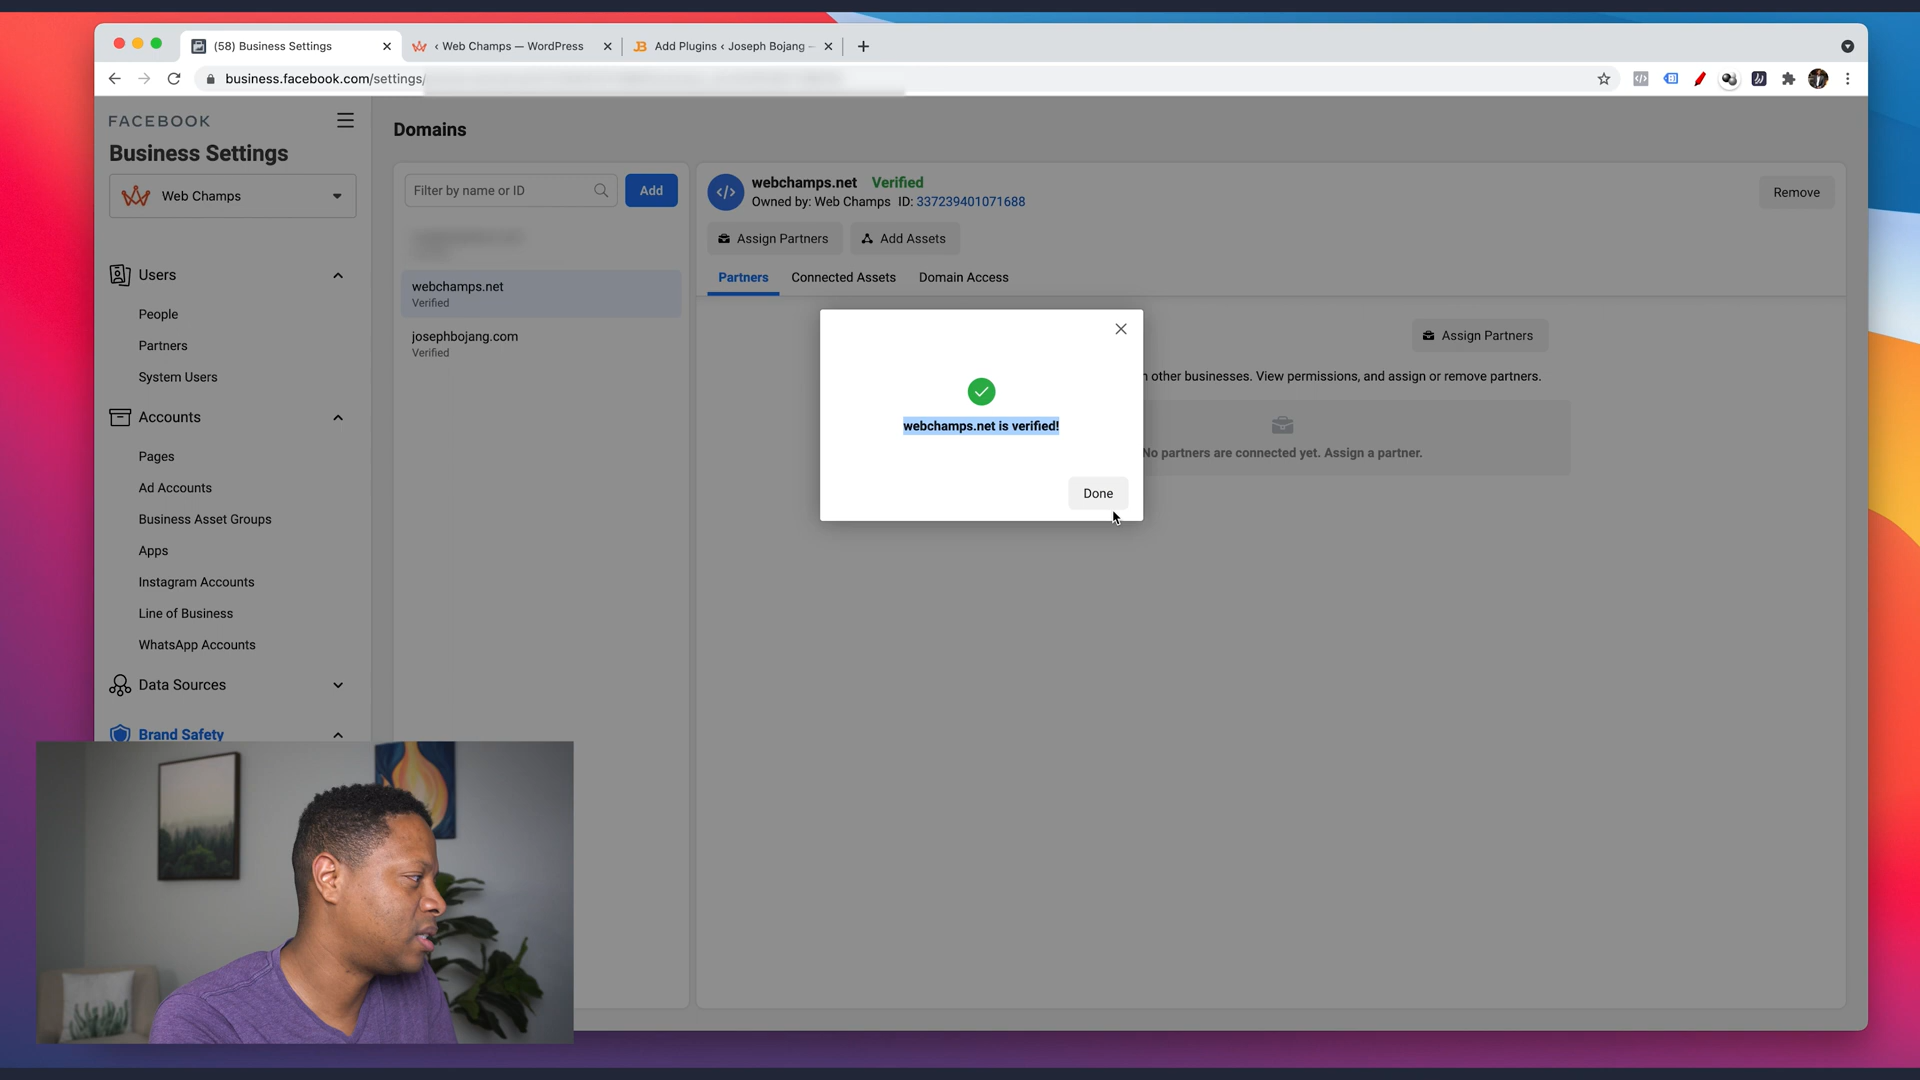 (58) Business Settings
‹ Web Champs — WordPress
Add Plugins ‹ Joseph Bojang –
business.facebook.com/settings/
FACEBOOK
Business Settings
Web Champs
Users
People
Partners
System Users
Accounts
Pages
Ad Accounts
Business Asset Groups
Apps
Instagram Accounts
Line of Business
WhatsApp Accounts
Data Sources
Brand Safety
Domains
Filter by name or ID
Add
webchamps.net
Verified
josephbojang.com
Verified
webchamps.net Verified
Owned by: Web Champs ID: 337239401071688
Remove
Assign Partners
Add Assets
Partners
Connected Assets
Domain Access
Assign Partners
other businesses. View permissions, and assign or remove partners.
No partners are connected yet. Assign a partner.
webchamps.net is verified!
Done